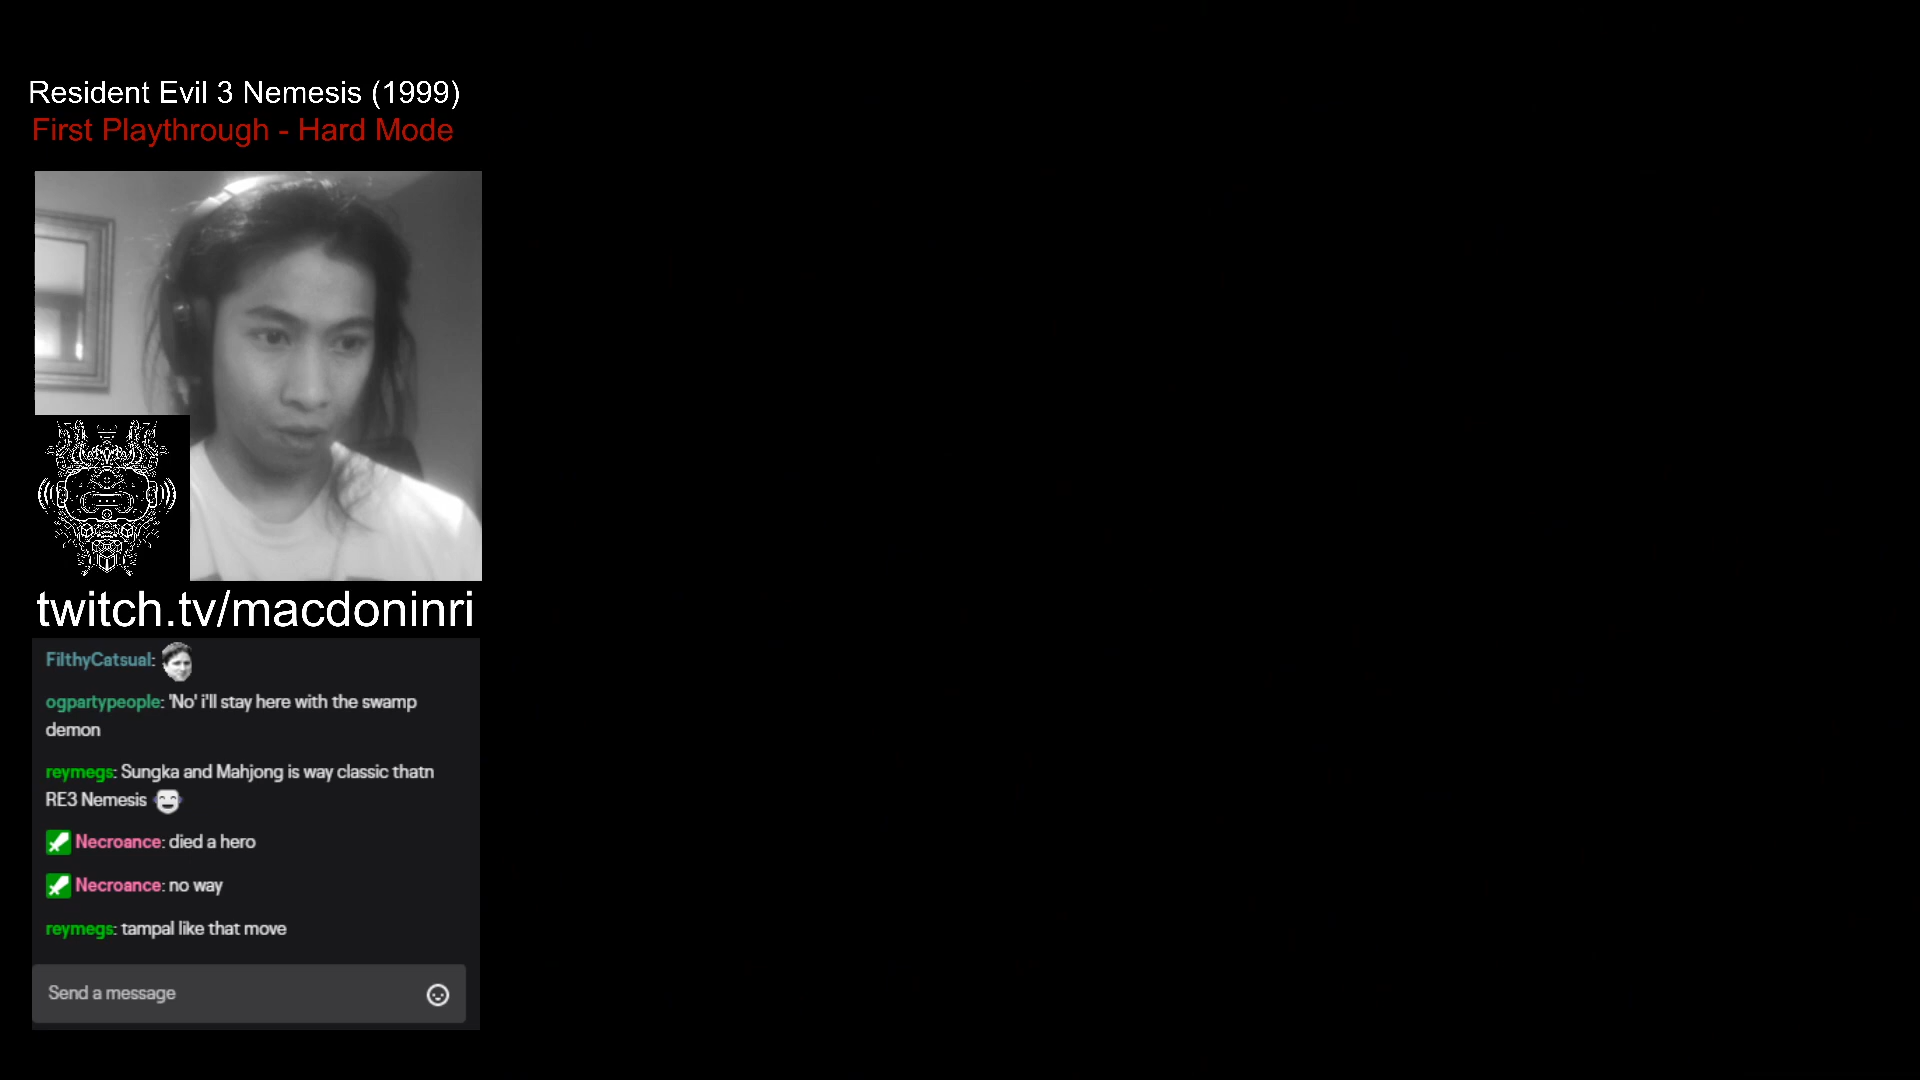 Resident Evil 3 Nemesis (1999)
First Playthrough - Hard Mode
twitch.tv/macdoninri
FilthyCatsual:
ogpartypeople: 'No' i'll stay here with the swamp
demon
reymegs: Sungka and Mahjong is way classic thatn
RE3 Nemesis
Necroance: died a hero
Necroance: no way
reymegs: tampal like that move
Send a message